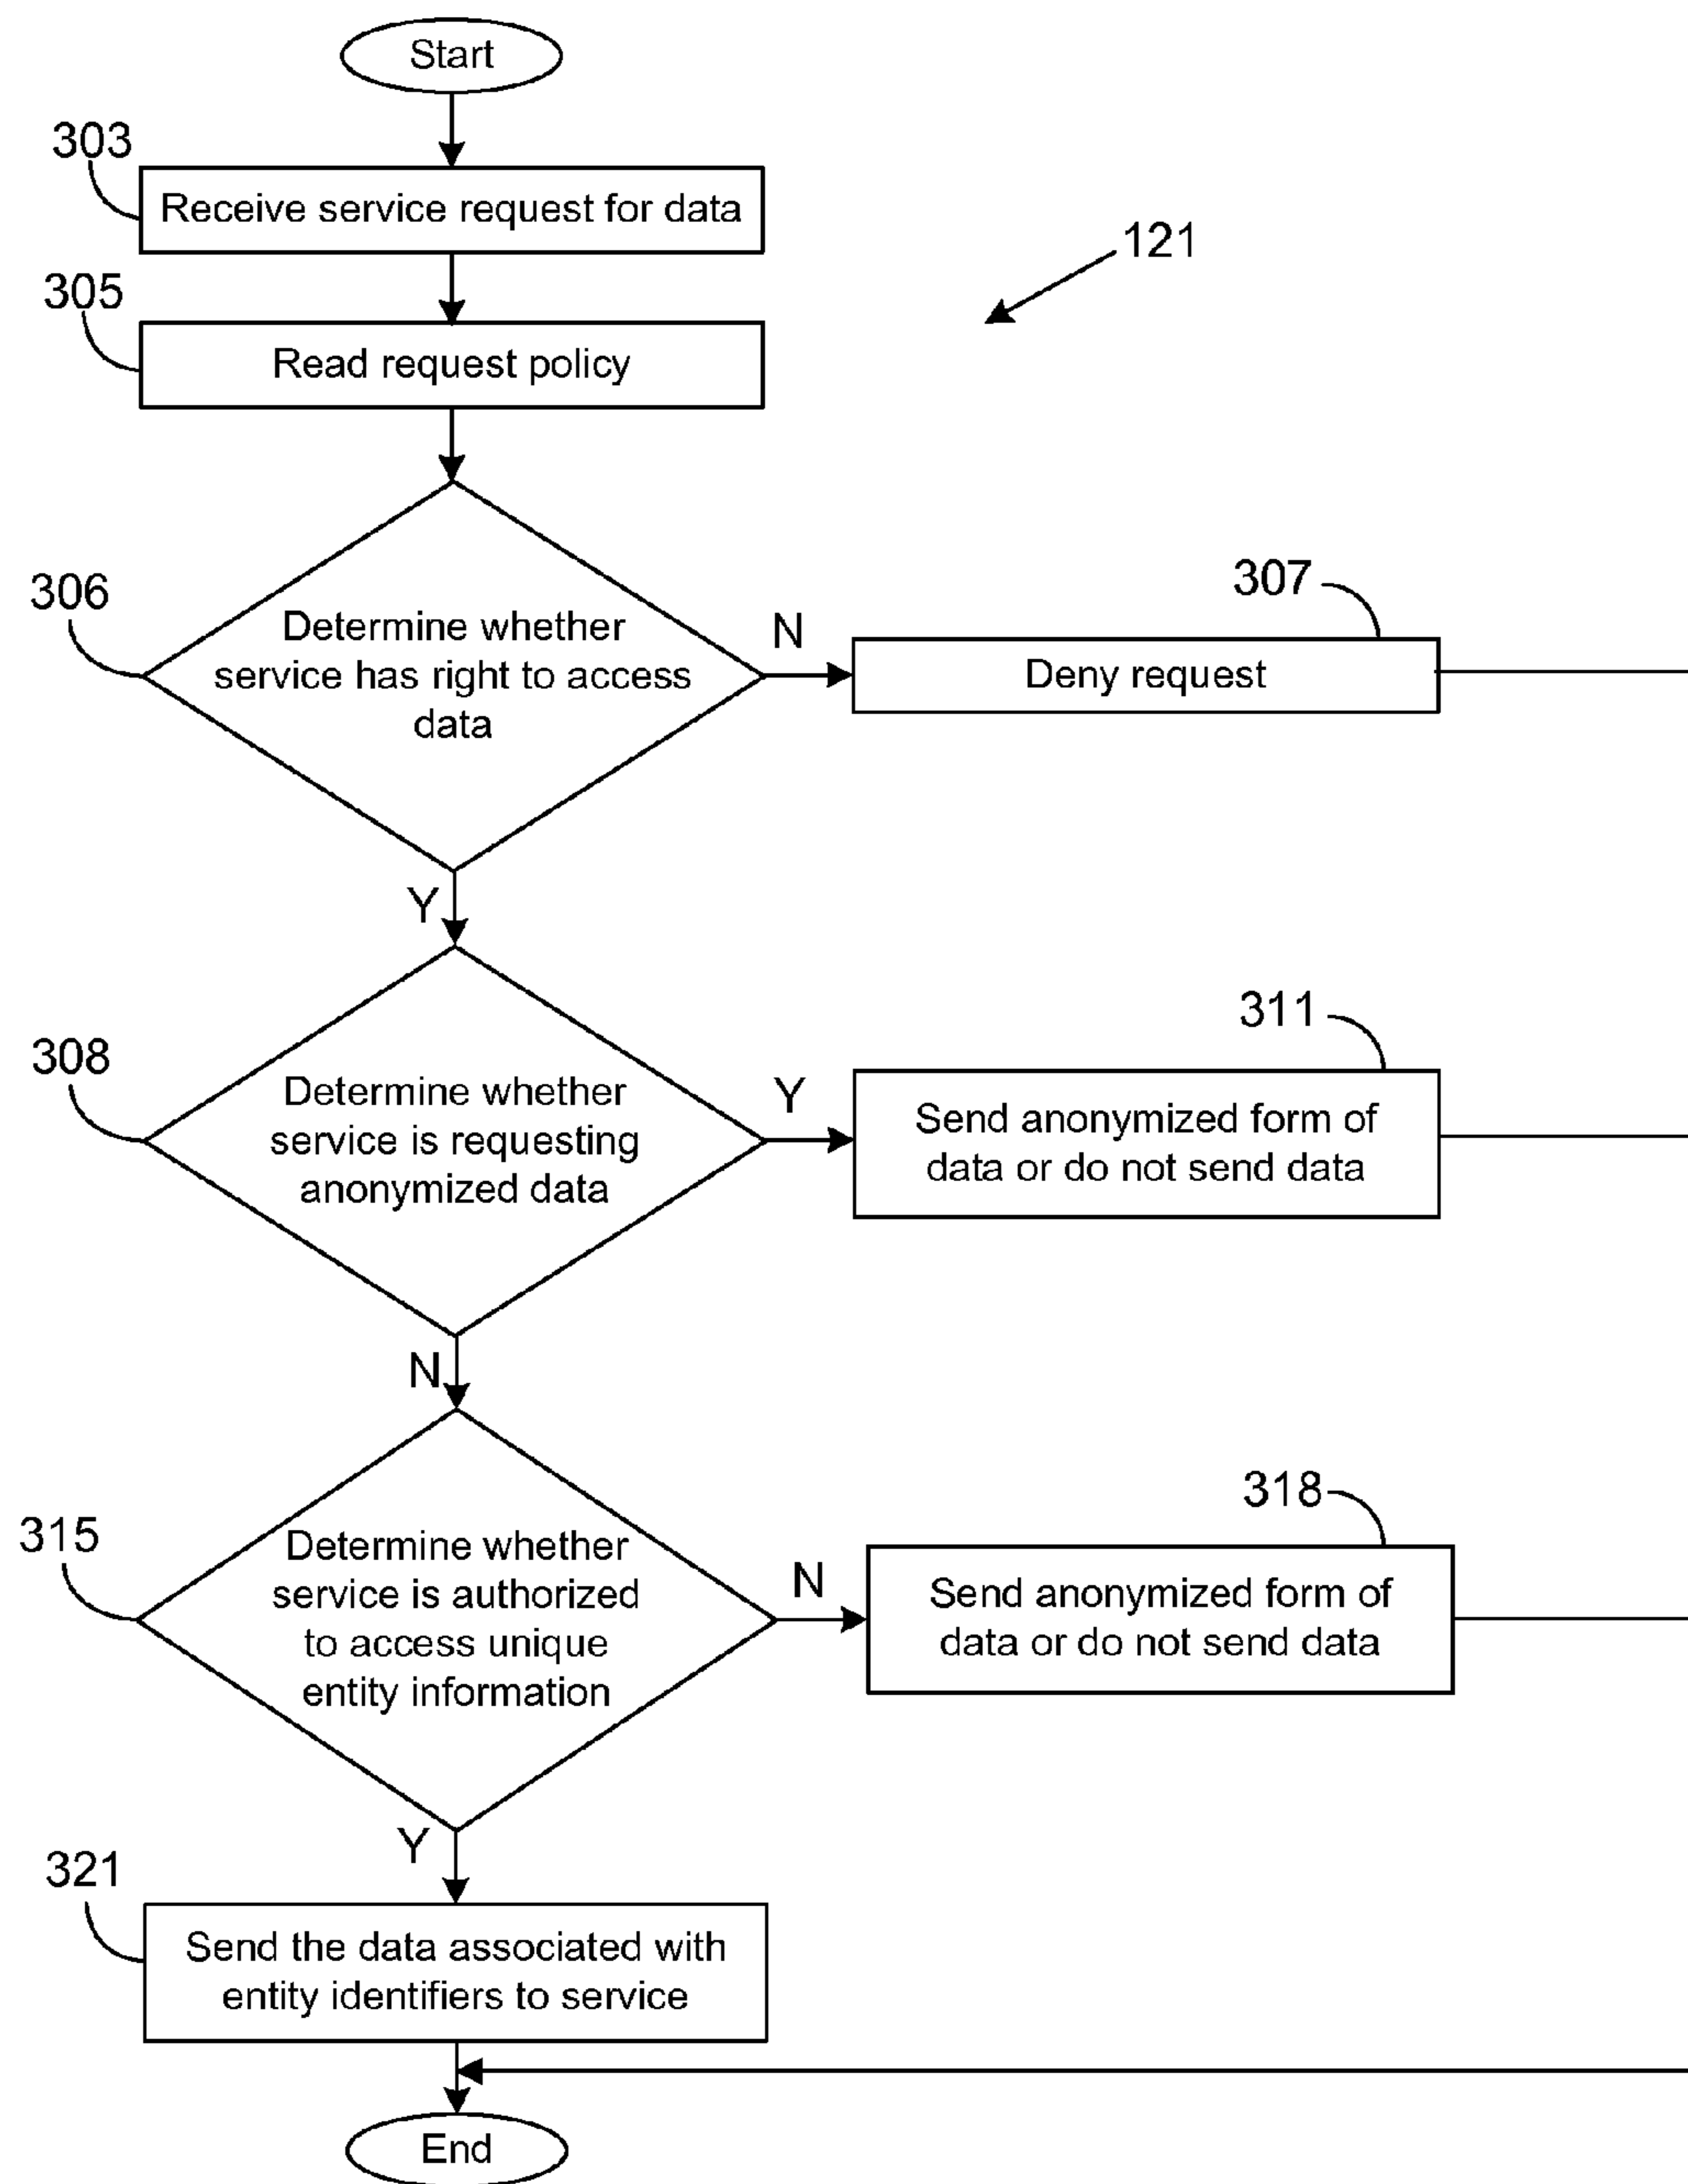 Start
303
Receive service request for data
121
305
Read request policy
306
Determine whether
service has right to access
data
N
307
Deny request
Y
308
Determine whether
service is requesting
anonymized data
Y
311
Send anonymized form of
data or do not send data
N
315
Determine whether
service is authorized
to access unique
entity information
N
318
Send anonymized form of
data or do not send data
Y
321
Send the data associated with
entity identifiers to service
End